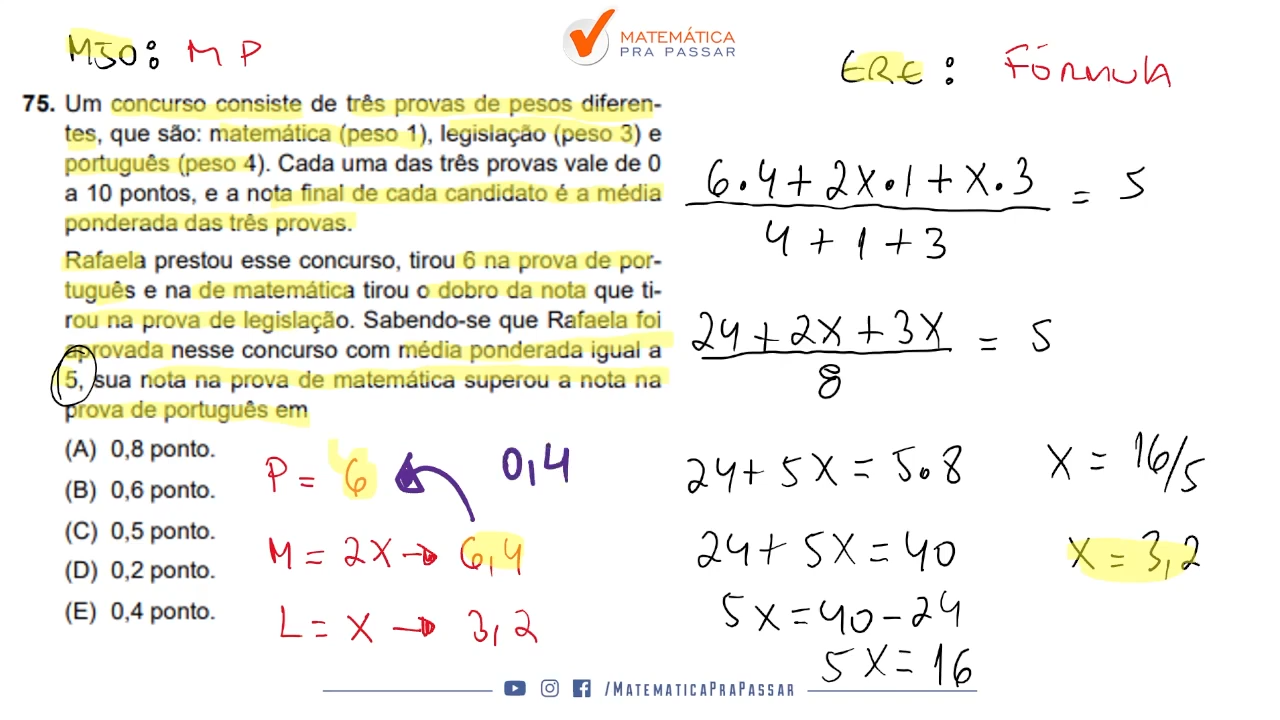 MJO: MP
MATEMÁTICA
PRA PASSAR
ERE: FÓRMULA
75. Um concurso consiste de três provas de pesos diferen-
tes, que são: matemática (peso 1), legislação (peso 3) e
português (peso 4). Cada uma das três provas vale de 0
a 10 pontos, e a nota final de cada candidato é a média
ponderada das três provas.
Rafaela prestou esse concurso, tirou 6 na prova de por-
tuguês e na de matemática tirou o dobro da nota que ti-
rou na prova de legislação. Sabendo-se que Rafaela foi
aprovada nesse concurso com média ponderada igual a
5, sua nota na prova de matemática superou a nota na
prova de português em
(A) 0,8 ponto.
(B) 0,6 ponto.
(C) 0,5 ponto.
(D) 0,2 ponto.
(E) 0,4 ponto.
P = 6
0,4
M = 2X → 6,4
L = X → 3,2
6.4 + 2X.1 + X.3 = 5
4 + 1 + 3
24 + 2X + 3X = 5
8
24 + 5X = 5.8
24 + 5X = 40
5X = 40 - 24
5X = 16
X = 16/5
X = 3,2
/MATEMATICAPRAPASSAR